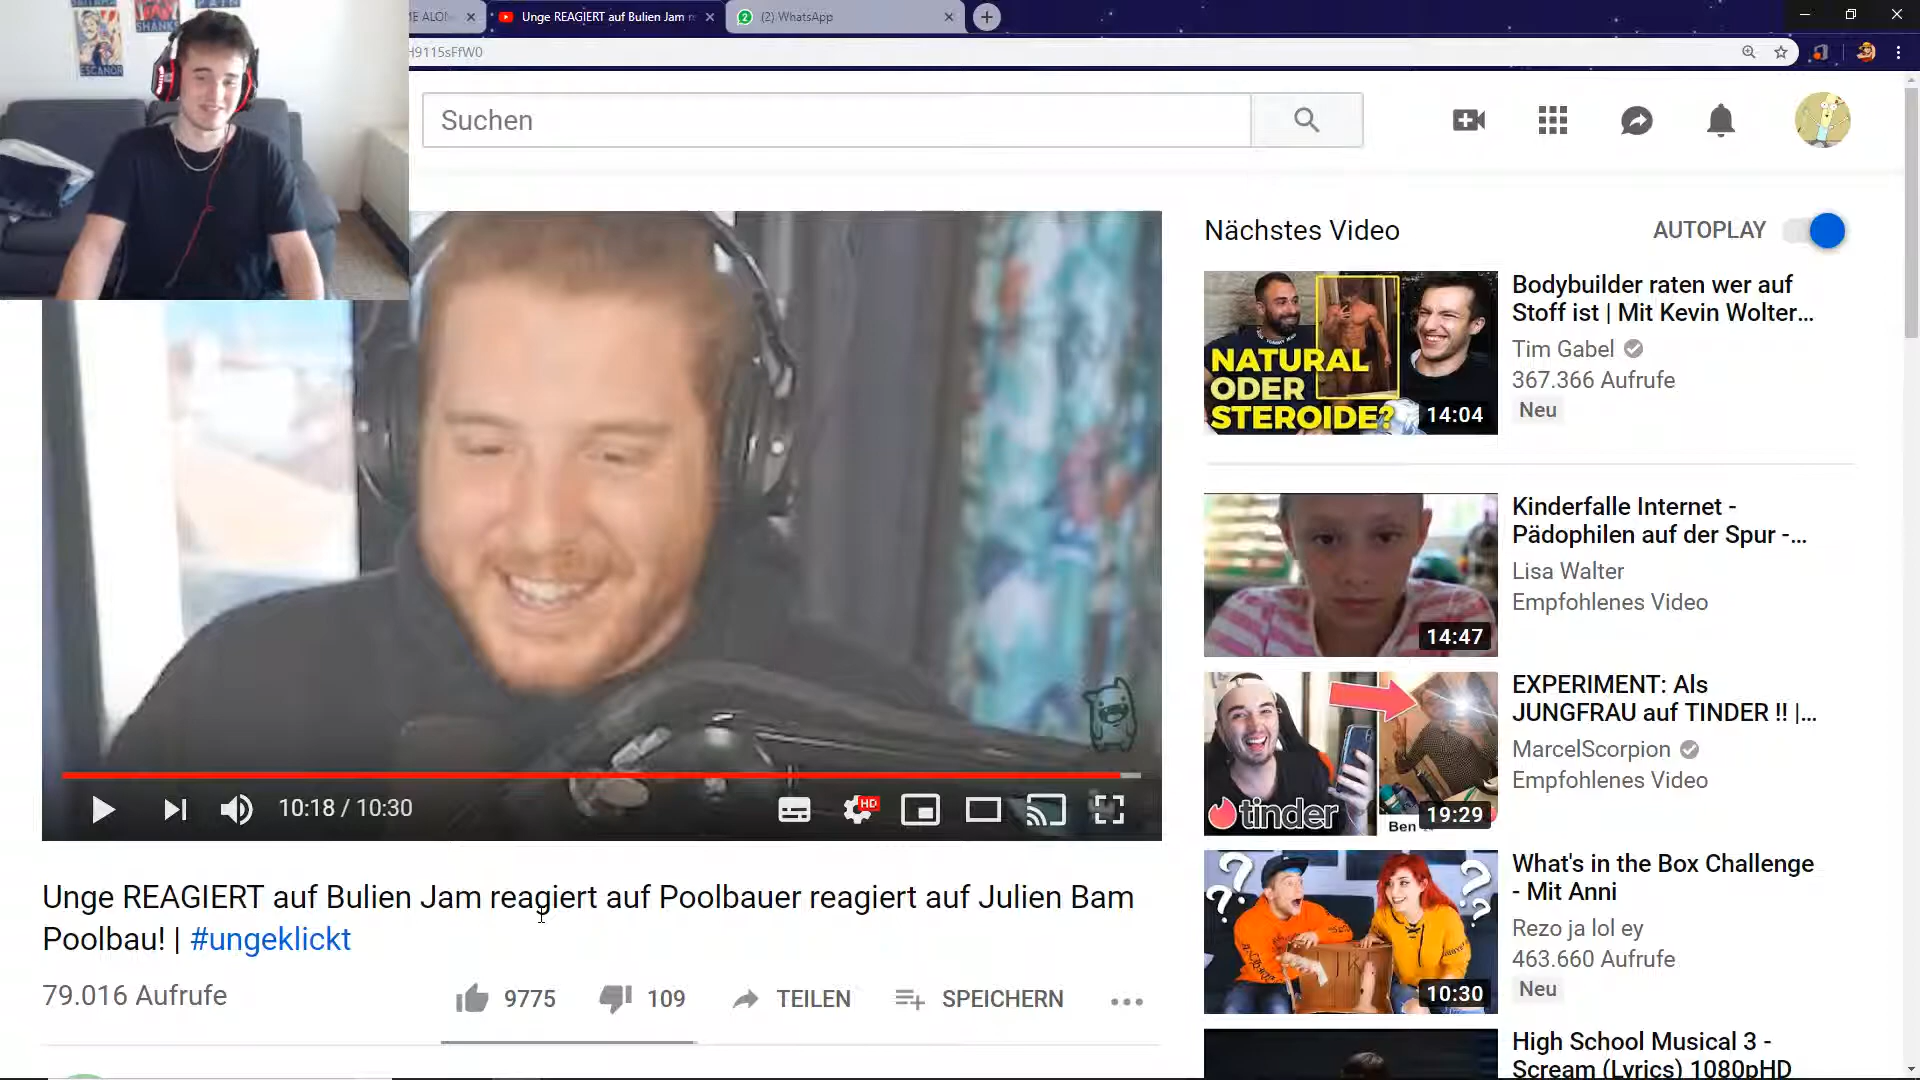 SHANKS
ESCANOR
ME ALON
Unge REAGIERT auf Bulien Jam r
(2) WhatsApp
H9115sFfW0
Suchen
Nächstes Video
AUTOPLAY
NATURAL
ODER
STEROIDE?
14:04
Bodybuilder raten wer auf
Stoff ist | Mit Kevin Wolter...
Tim Gabel
367.366 Aufrufe
Neu
14:47
Kinderfalle Internet -
Pädophilen auf der Spur -...
Lisa Walter
Empfohlenes Video
tinder
Ben
19:29
EXPERIMENT: Als
JUNGFRAU auf TINDER !! |...
MarcelScorpion
Empfohlenes Video
10:30
What's in the Box Challenge
- Mit Anni
Rezo ja lol ey
463.660 Aufrufe
Neu
High School Musical 3 -
Scream (Lyrics) 1080pHD
10:18 / 10:30
HD
Unge REAGIERT auf Bulien Jam reagiert auf Poolbauer reagiert auf Julien Bam
Poolbau! | #ungeklickt
79.016 Aufrufe
9775
109
TEILEN
SPEICHERN